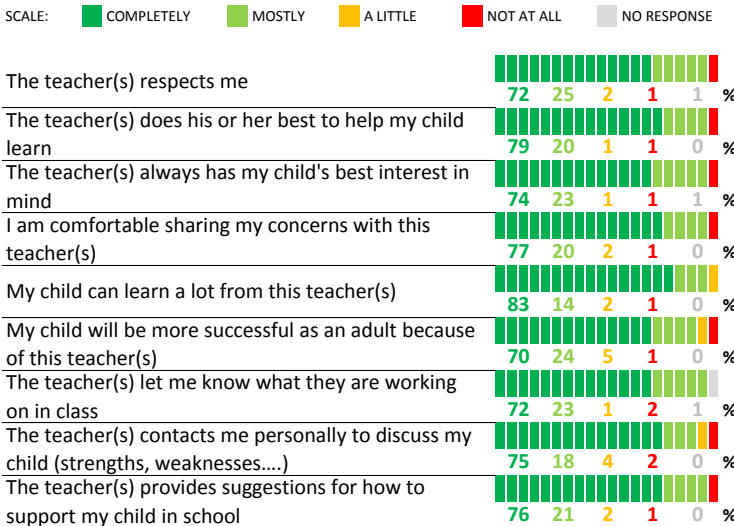 SCALE: COMPLETELY MOSTLY A LITTLE NOT AT ALL NO RESPONSE
The teacher(s) respects me
72 25 2 1 1 %
The teacher(s) does his or her best to help my child
learn
79 20 1 1 0 %
The teacher(s) always has my child's best interest in
mind
74 23 1 1 1 %
I am comfortable sharing my concerns with this
teacher(s)
77 20 2 1 0 %
My child can learn a lot from this teacher(s)
83 14 2 1 0 %
My child will be more successful as an adult because
of this teacher(s)
70 24 5 1 0 %
The teacher(s) let me know what they are working
on in class
72 23 1 2 1 %
The teacher(s) contacts me personally to discuss my
child (strengths, weaknesses....)
75 18 4 2 0 %
The teacher(s) provides suggestions for how to
support my child in school
76 21 2 1 0 %